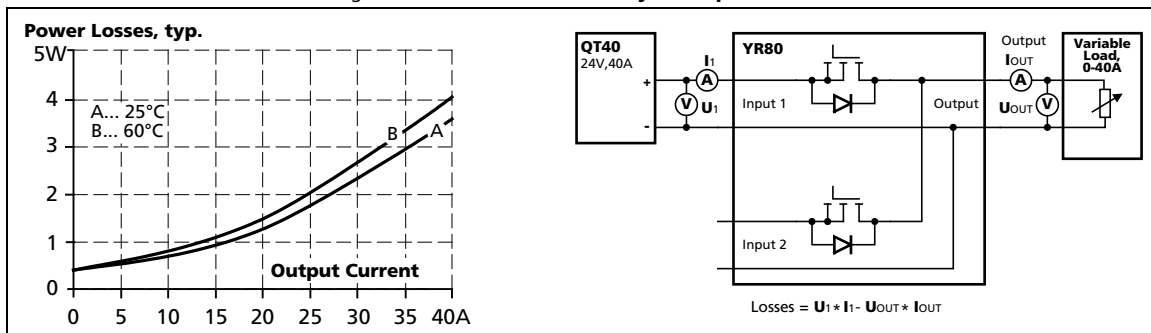 Power Losses, typ.
5W
4
3
2
1
0
A... 25°C
B... 60°C
B
A
Output Current
0 5 10 15 20 25 30 35 40A
QT40
24V,40A
+
-
I1
A
V
U1
YR80
Input 1
Output
Input 2
Output
IOUT
A
UOUT
V
Variable
Load,
0-40A
Losses = U1* I1- UOUT* IOUT